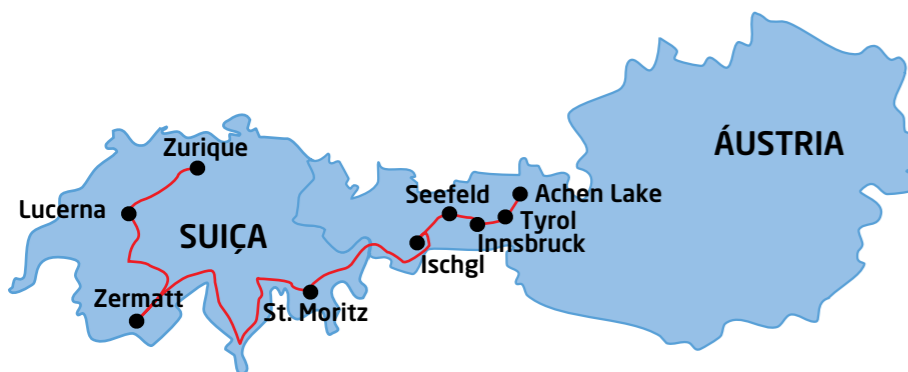 ÁUSTRIA
Zurique
Seefeld
Achen Lake
Lucerna
Tyrol
SUIÇA
Innsbruck
Ischgl
Zermatt
St. Moritz